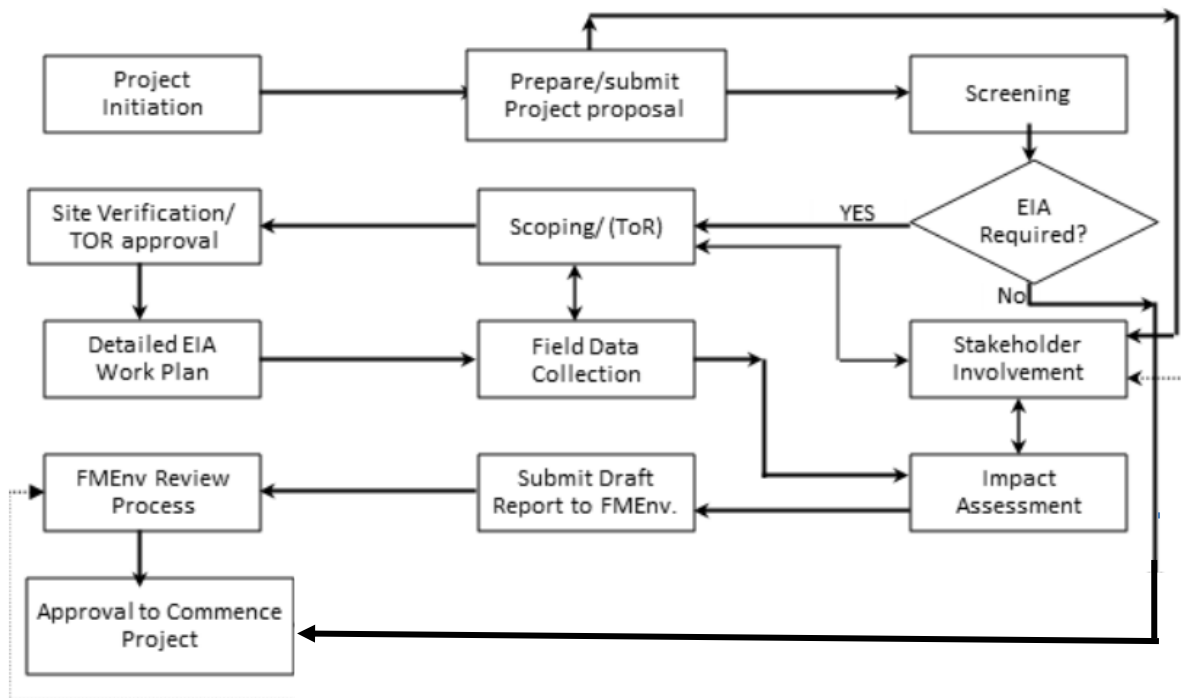 Project
Initiation
Prepare/submit
Project proposal
Screening
Site Verification/
TOR approval
Scoping/ (ToR)
YES
EIA
Required?
No
Detailed EIA
Work Plan
Field Data
Collection
Stakeholder
Involvement
FMEnv Review
Process
Submit Draft
Report to FMEnv.
Impact
Assessment
Approval to Commence
Project